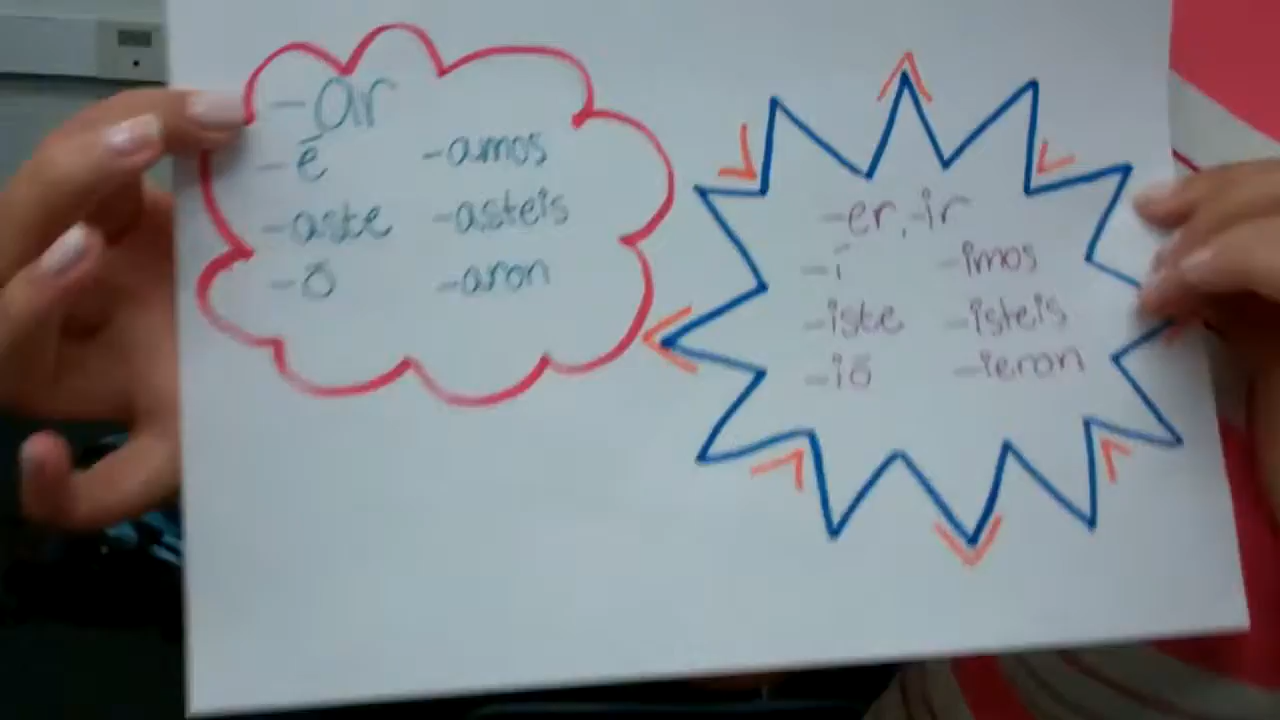 -ar
-é -amos
-aste -asteis
-ó -aron
-er, -ir
-í -imos
-iste -isteis
-ió -ieron